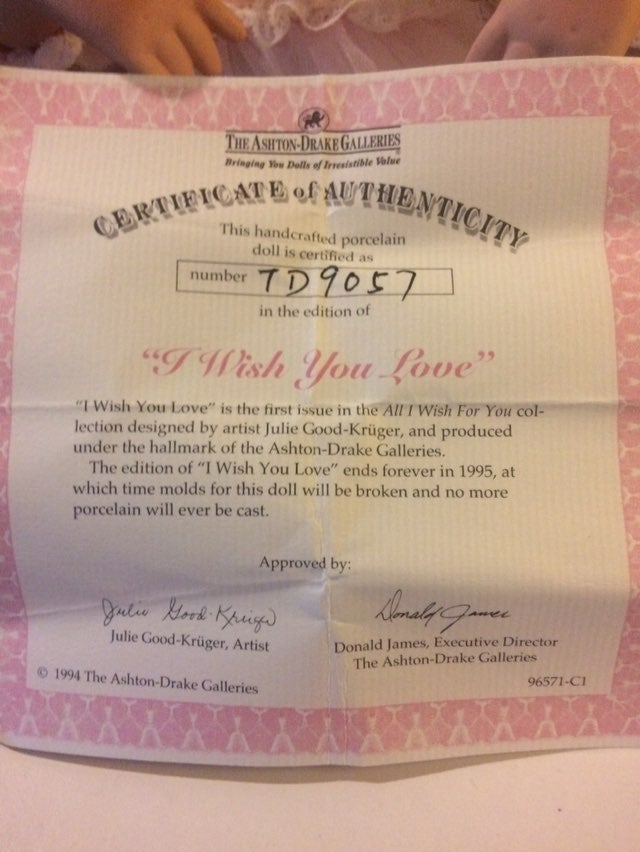 THE ASHTON-DRAKE GALLERIES
Bringing You Dolls of Irresistible Value
CERTIFICATE of AUTHENTICITY
This handcrafted porcelain
doll is certified as
number TD9057
in the edition of
"I Wish You Love"
"I Wish You Love" is the first issue in the All I Wish For You col-
lection designed by artist Julie Good-Krüger, and produced
under the hallmark of the Ashton-Drake Galleries.
The edition of "I Wish You Love" ends forever in 1995, at
which time molds for this doll will be broken and no more
porcelain will ever be cast.
Approved by:
Julie Good-Krüger
Julie Good-Krüger, Artist
Donald James
Donald James, Executive Director
The Ashton-Drake Galleries
© 1994 The Ashton-Drake Galleries
96571-C1